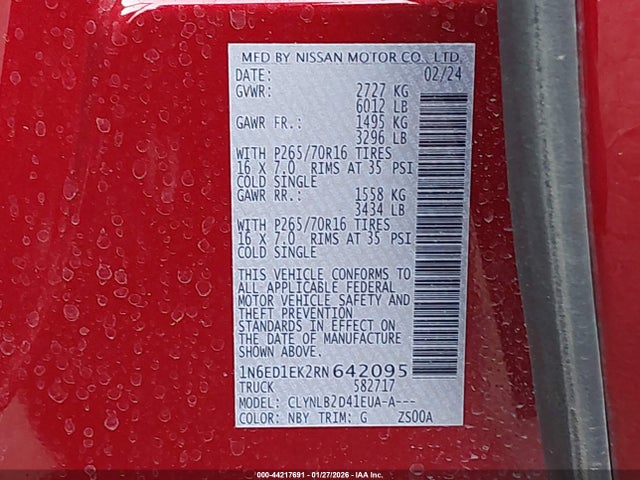 MFD BY NISSAN MOTOR CO., LTD.
DATE: 02/24
GVWR: 2727 KG
6012 LB
GAWR FR.: 1495 KG
3296 LB
WITH P265/70R16 TIRES
16 X 7.0 RIMS AT 35 PSI
COLD SINGLE
GAWR RR.: 1558 KG
3434 LB
WITH P265/70R16 TIRES
16 X 7.0 RIMS AT 35 PSI
COLD SINGLE
THIS VEHICLE CONFORMS TO
ALL APPLICABLE FEDERAL
MOTOR VEHICLE SAFETY AND
THEFT PREVENTION
STANDARDS IN EFFECT ON
THE DATE OF MANUFACTURE
SHOWN ABOVE.
1N6ED1EK2RN642095
TRUCK 582717
MODEL: CLYNLB2D41EUA-A---
COLOR: NBY TRIM: G ZS00A
000-44217691 - 01/27/2026 - IAA Inc.